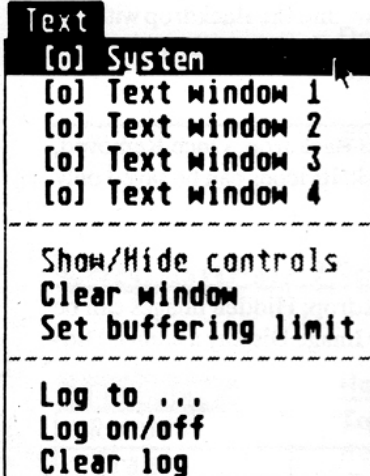 Text
[o] System
[o] Text window 1
[o] Text window 2
[o] Text window 3
[o] Text window 4
Show/Hide controls
Clear window
Set buffering limit
Log to ...
Log on/off
Clear log